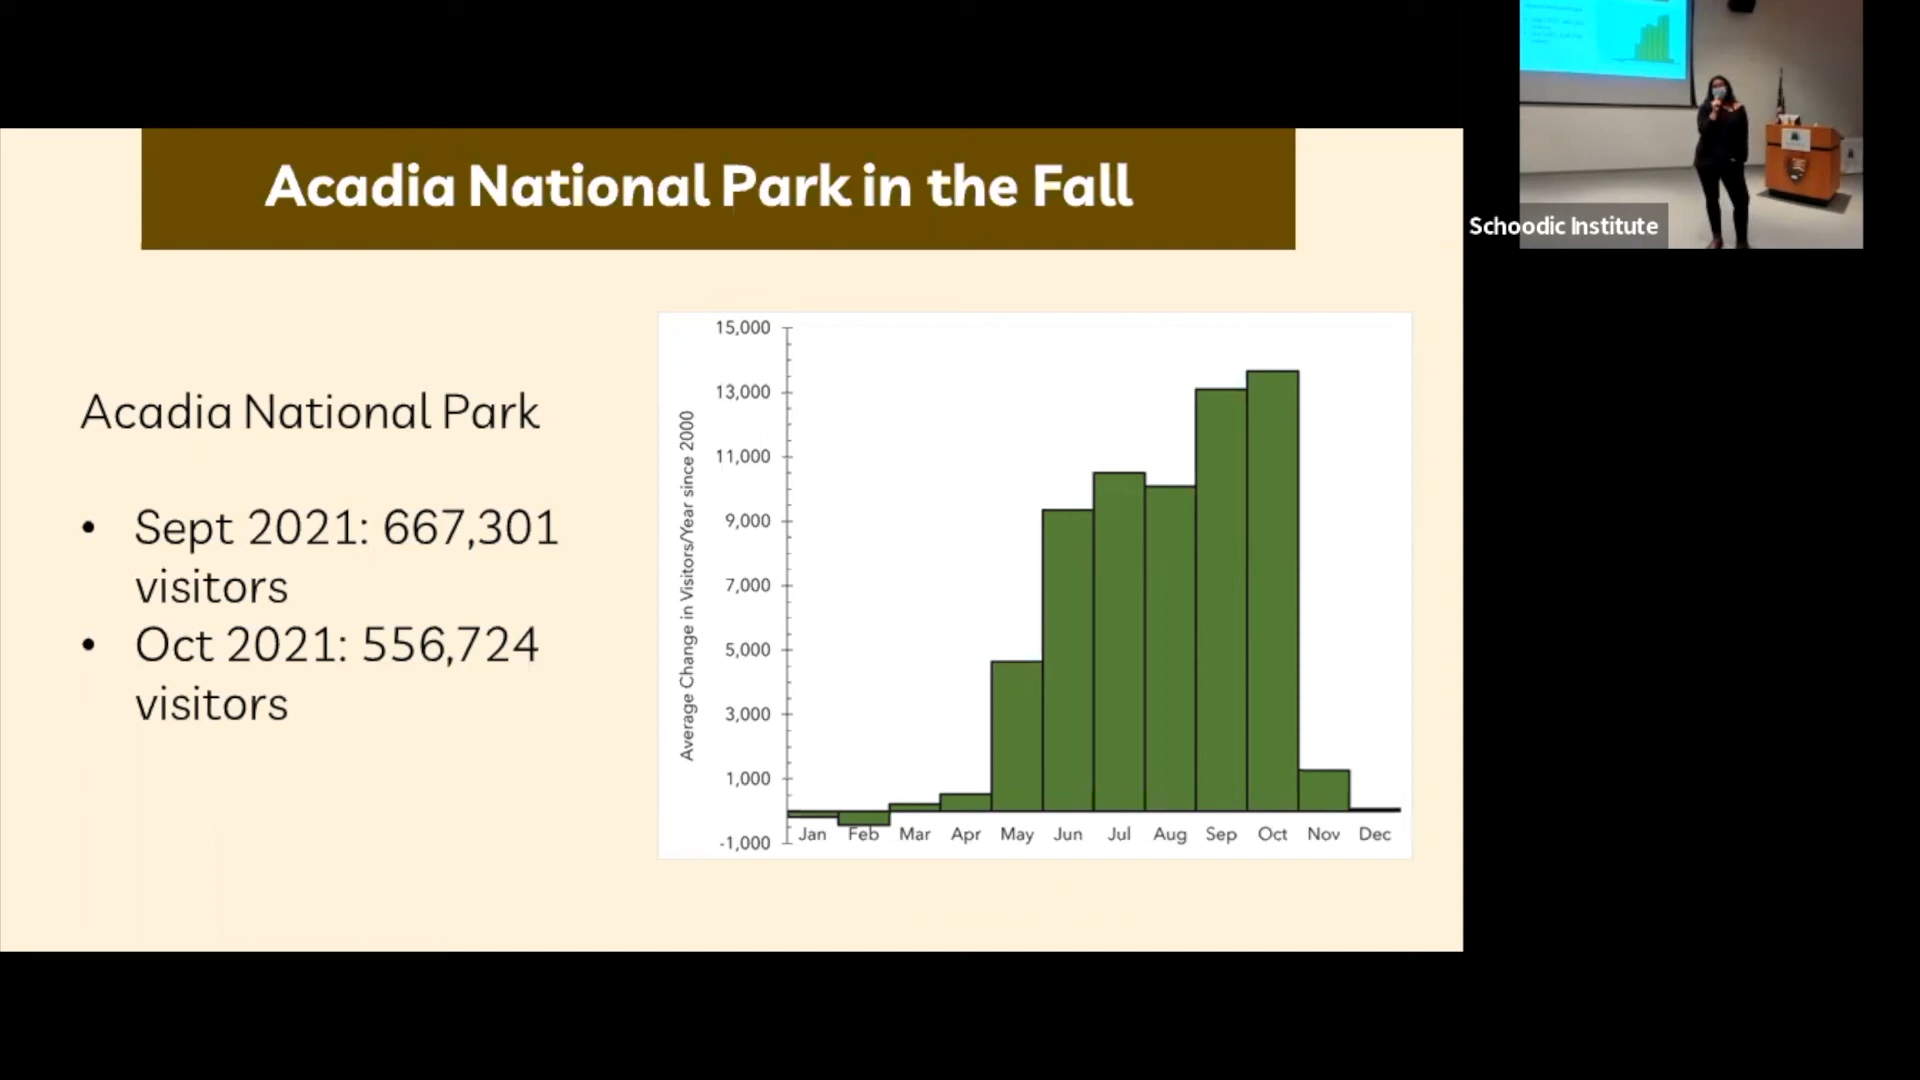 Acadia National Park in the Fall
Schoodic Institute
Acadia National Park
• Sept 2021: 667,301
visitors
• Oct 2021: 556,724
visitors
Average Change in Visitors/Year since 2000
15,000
13,000
11,000
9,000
7,000
5,000
3,000
1,000
-1,000
Jan Feb Mar Apr May Jun Jul Aug Sep Oct Nov Dec